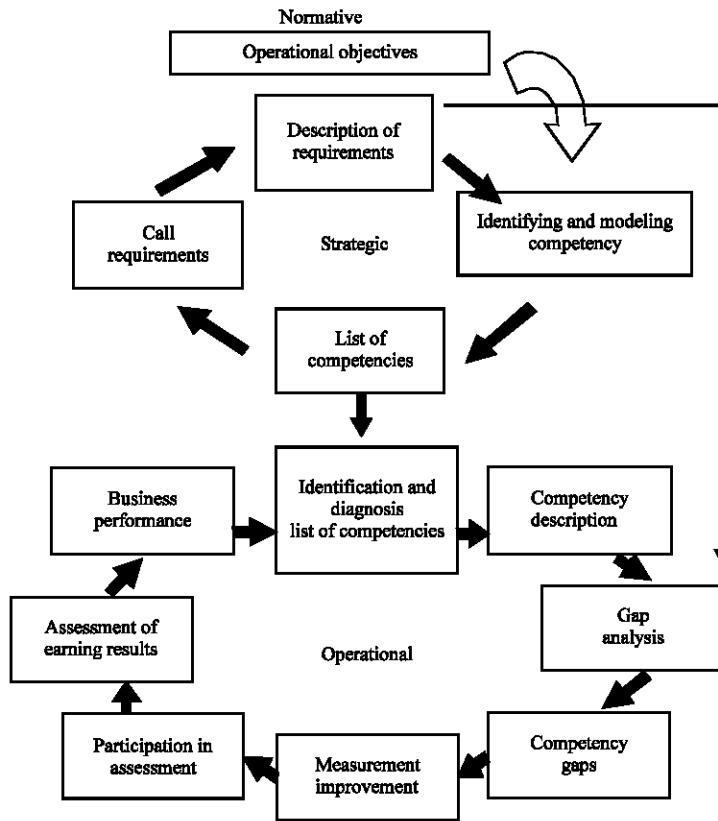 Normative
Operational objectives
Description of
requirements
Call
requirements
Strategic
Identifying and modeling
competency
List of
competencies
Business
performance
Identification and
diagnosis
list of competencies
Competency
description
Assessment of
earning results
Gap
analysis
Operational
Participation in
assessment
Measurement
improvement
Competency
gaps